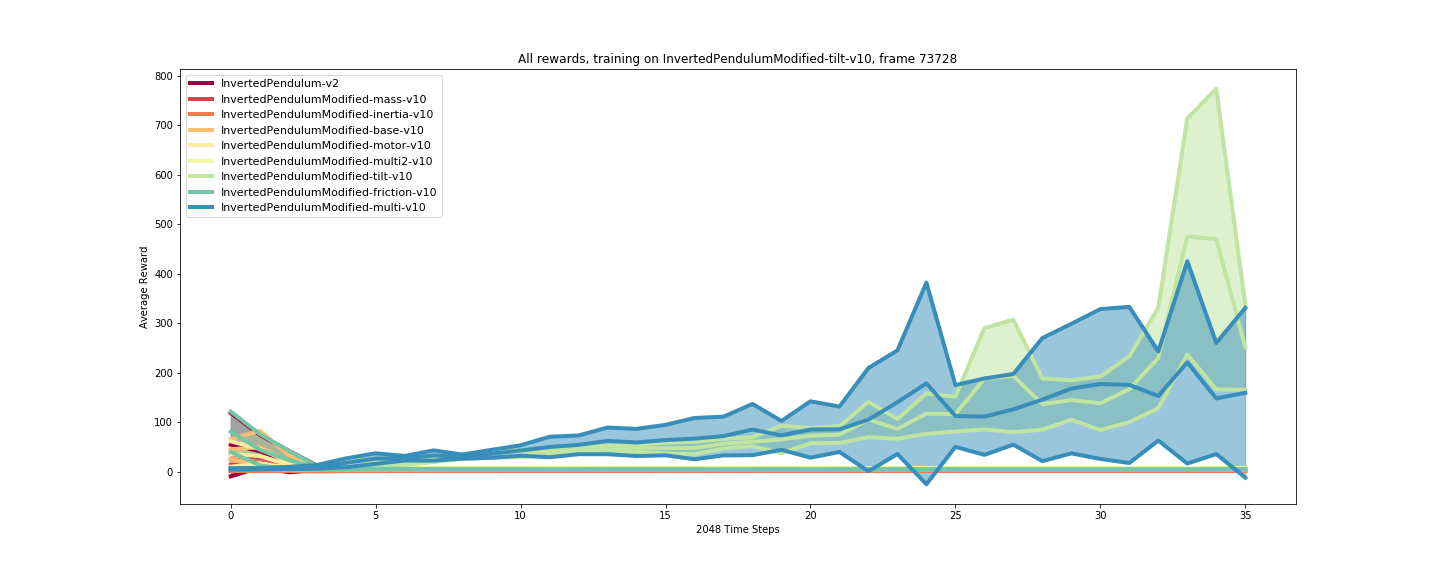 All rewards, training on InvertedPendulumModified-tilt-v10, frame 73728
800
700
600
500
400
300
200
100
0
Average Reward
InvertedPendulum-v2
InvertedPendulumModified-mass-v10
InvertedPendulumModified-inertia-v10
InvertedPendulumModified-base-v10
InvertedPendulumModified-motor-v10
InvertedPendulumModified-multi2-v10
InvertedPendulumModified-tilt-v10
InvertedPendulumModified-friction-v10
InvertedPendulumModified-multi-v10
0 5 10 15 20 25 30 35
2048 Time Steps